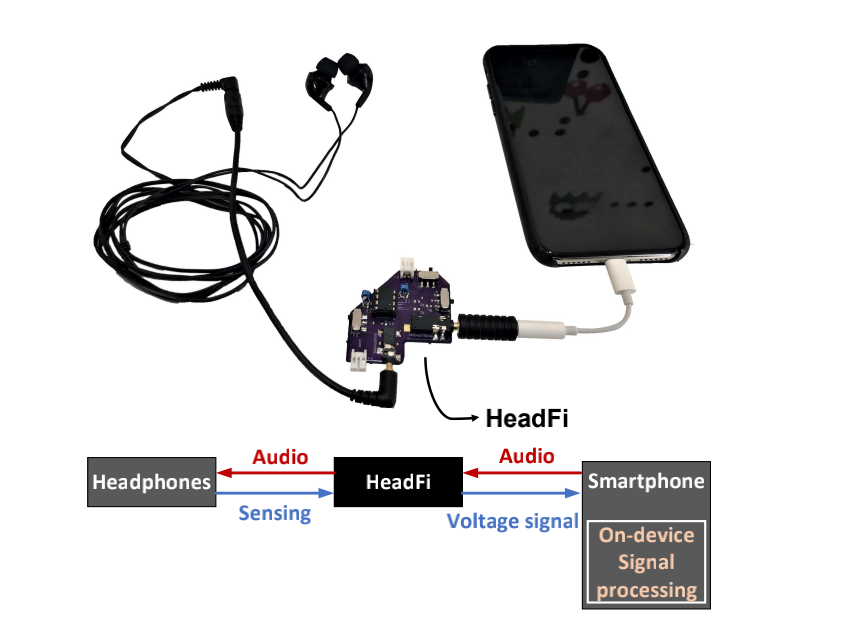 HeadFi
Audio
Audio
Headphones
HeadFi
Smartphone
Sensing
Voltage signal
On-device
Signal
processing